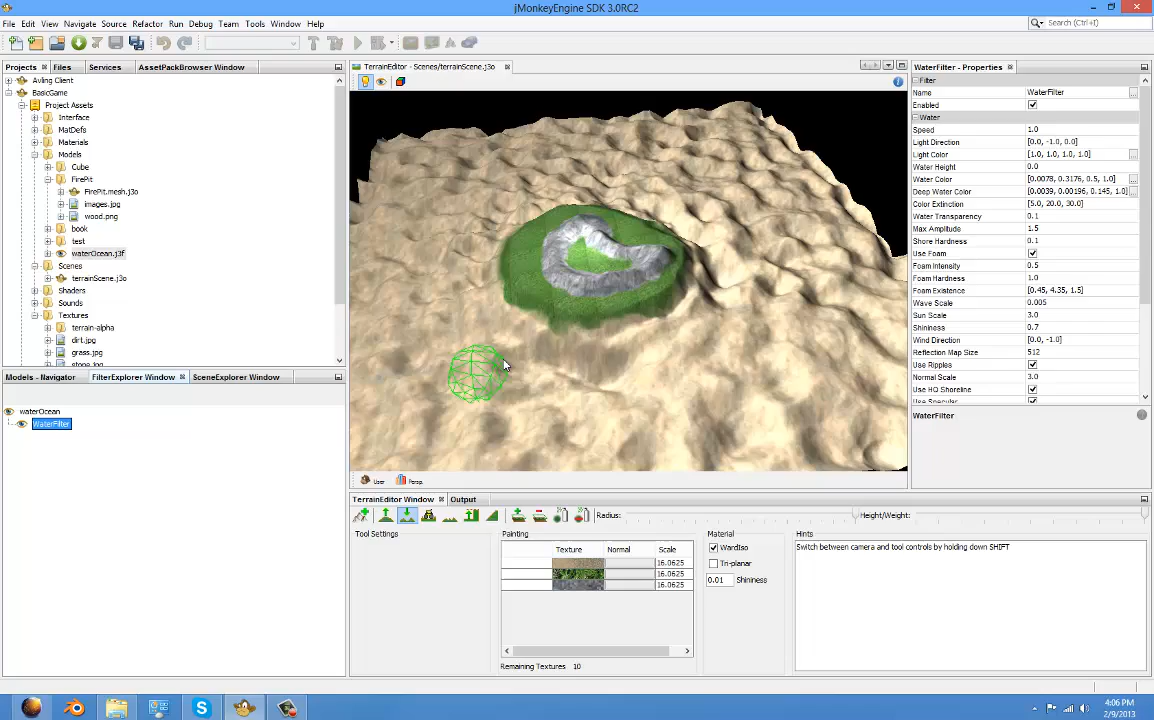 jMonkeyEngine SDK 3.0RC2
File Edit View Navigate Source Refactor Run Debug Team Tools Window Help
Search (Ctrl+I)
Projects Files Services AssetPackBrowser Window
Avling Client
BasicGame
Project Assets
Interface
MatDefs
Materials
Models
Cube
FirePit
FirePit.mesh.j3o
images.jpg
wood.png
book
test
waterOcean.j3f
Scenes
terrainScene.j3o
Shaders
Sounds
Textures
terrain-alpha
dirt.jpg
grass.jpg
stone.jpg
Models - Navigator FilterExplorer Window SceneExplorer Window
waterOcean
WaterFilter
TerrainEditor - Scenes/terrainScene.j3o
User Persp.
TerrainEditor Window Output
Radius: Height/Weight:
Tool Settings
Painting
Texture Normal Scale
16.0625
16.0625
16.0625
Remaining Textures 10
Material
WardIso
Tri-planar
0.01 Shininess
Hints
Switch between camera and tool controls by holding down SHIFT
WaterFilter - Properties
Filter
Name WaterFilter
Enabled
Water
Speed 1.0
Light Direction [0.0, -1.0, 0.0]
Light Color [1.0, 1.0, 1.0, 1.0]
Water Height 0.0
Water Color [0.0078, 0.3176, 0.5, 1.0]
Deep Water Color [0.0039, 0.00196, 0.145, 1.0]
Color Extinction [5.0, 20.0, 30.0]
Water Transparency 0.1
Max Amplitude 1.5
Shore Hardness 0.1
Use Foam
Foam Intensity 0.5
Foam Hardness 1.0
Foam Existence [0.45, 4.35, 1.5]
Wave Scale 0.005
Sun Scale 3.0
Shininess 0.7
Wind Direction [0.0, -1.0]
Reflection Map Size 512
Use Ripples
Normal Scale 3.0
Use HQ Shoreline
Use Specular
WaterFilter
4:06 PM
2/9/2013